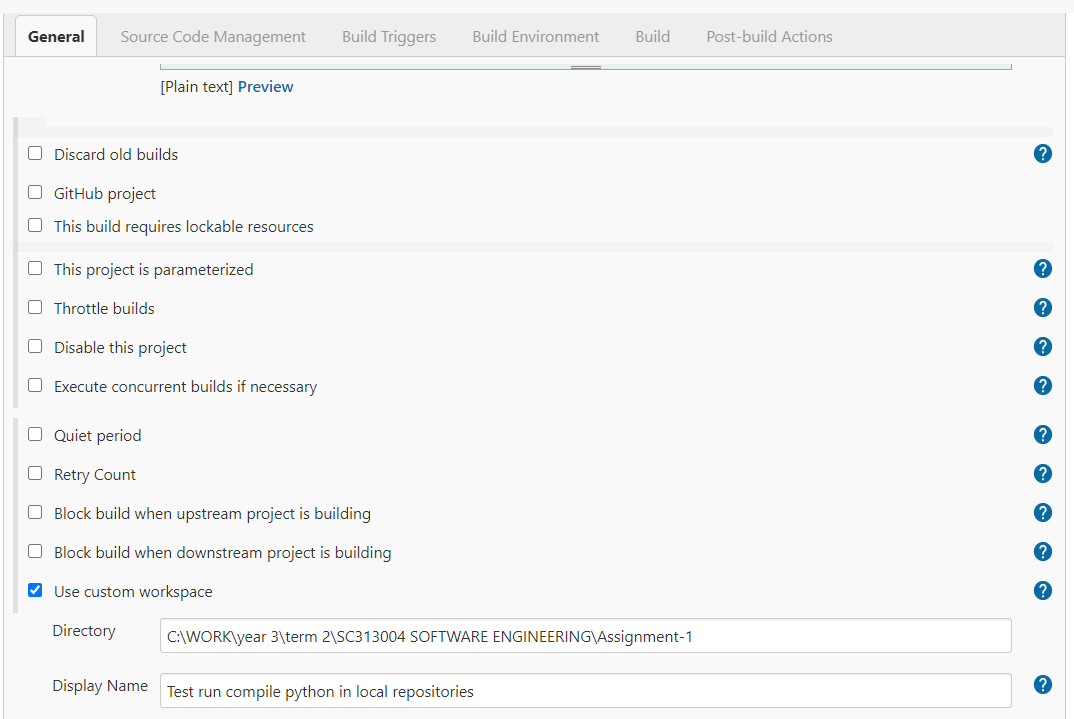 General Source Code Management Build Triggers Build Environment Build Post-build Actions
[Plain text] Preview
Discard old builds ?
GitHub project
This build requires lockable resources
This project is parameterized ?
Throttle builds ?
Disable this project ?
Execute concurrent builds if necessary ?
Quiet period ?
Retry Count ?
Block build when upstream project is building ?
Block build when downstream project is building ?
Use custom workspace ?
Directory C:\WORK\year 3\term 2\SC313004 SOFTWARE ENGINEERING\Assignment-1
Display Name Test run compile python in local repositories ?